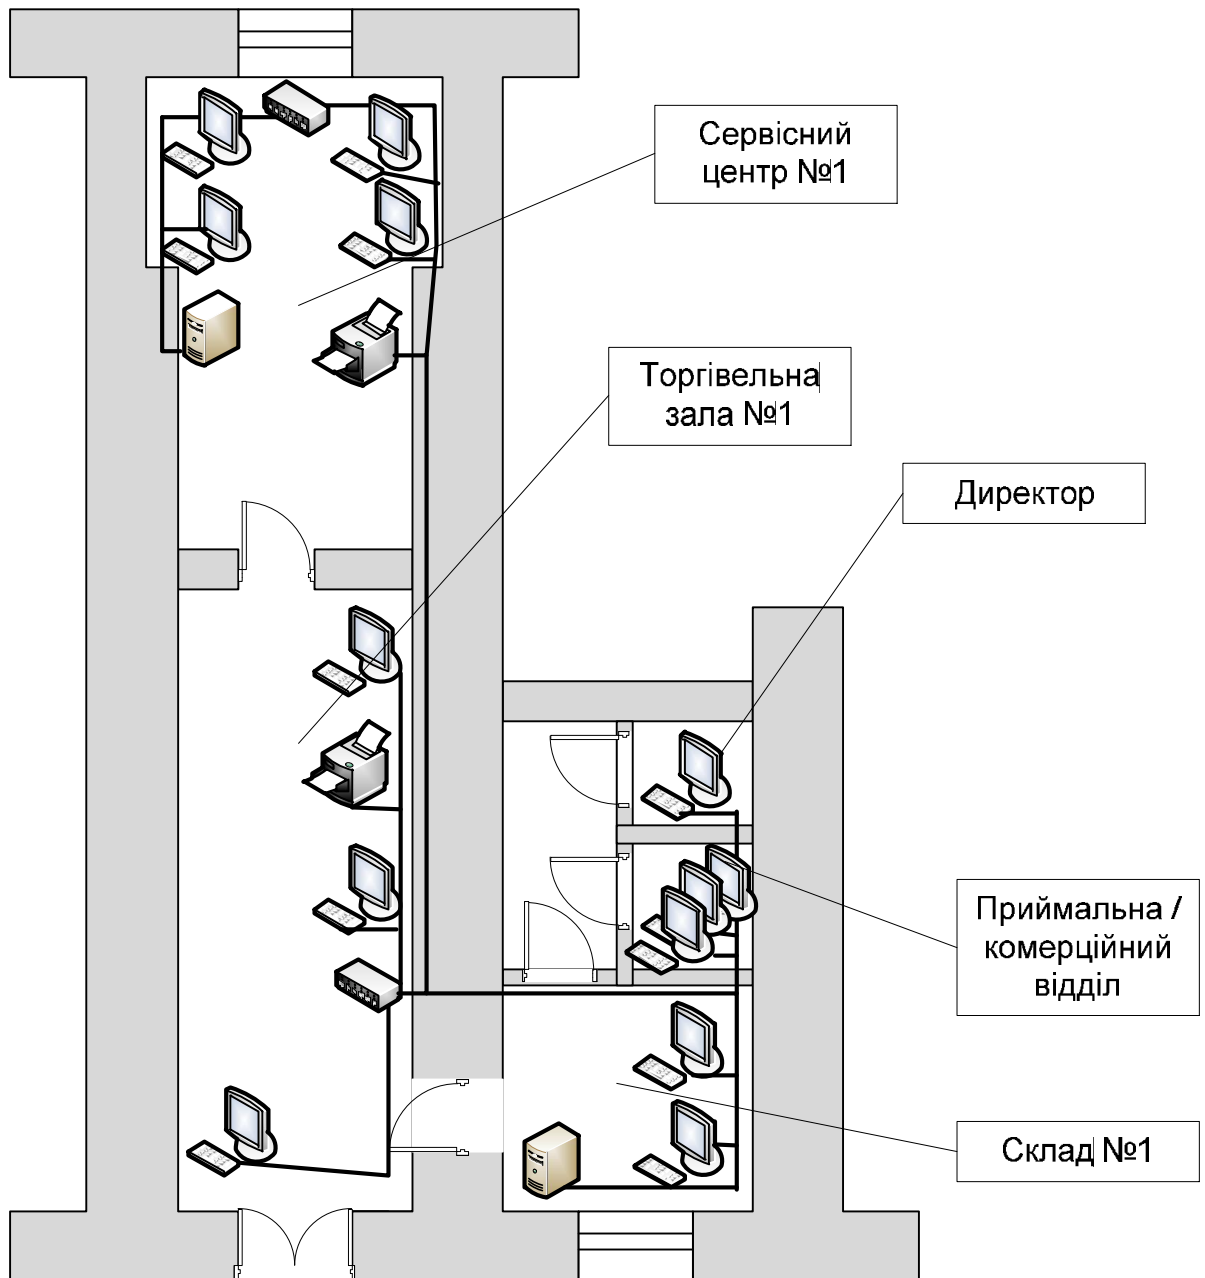 Сервісний
центр №1
Торгівельна
зала №1
Директор
Приймальна /
комерційний
відділ
Склад №1